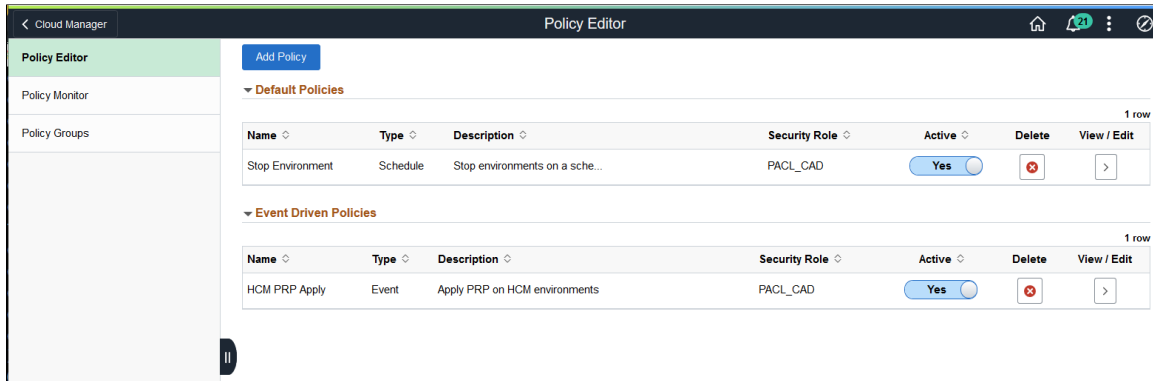 Cloud Manager Policy Editor 21
Policy Editor
Policy Monitor
Policy Groups
Add Policy
Default Policies
1 row
Name Type Description Security Role Active Delete View / Edit
Stop Environment Schedule Stop environments on a sche... PACL_CAD Yes
Event Driven Policies
1 row
Name Type Description Security Role Active Delete View / Edit
HCM PRP Apply Event Apply PRP on HCM environments PACL_CAD Yes